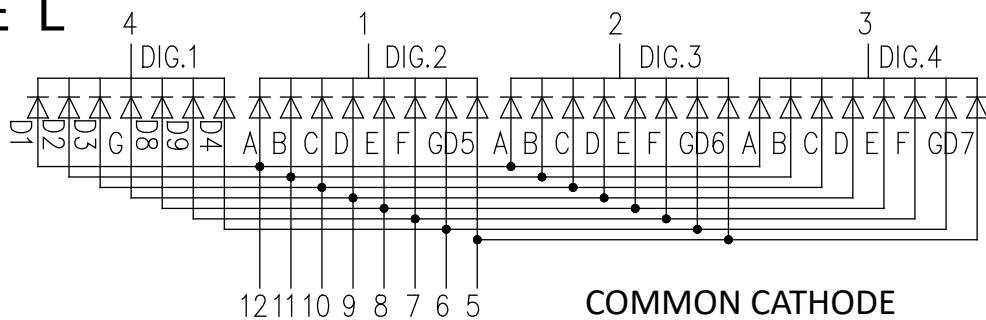 E L
4 1 2 3
DIG.1 DIG.2 DIG.3 DIG.4
D1 D2 D3 G D8 D9 D4 A B C D E F G D5 A B C D E F G D6 A B C D E F G D7
12 11 10 9 8 7 6 5
COMMON CATHODE